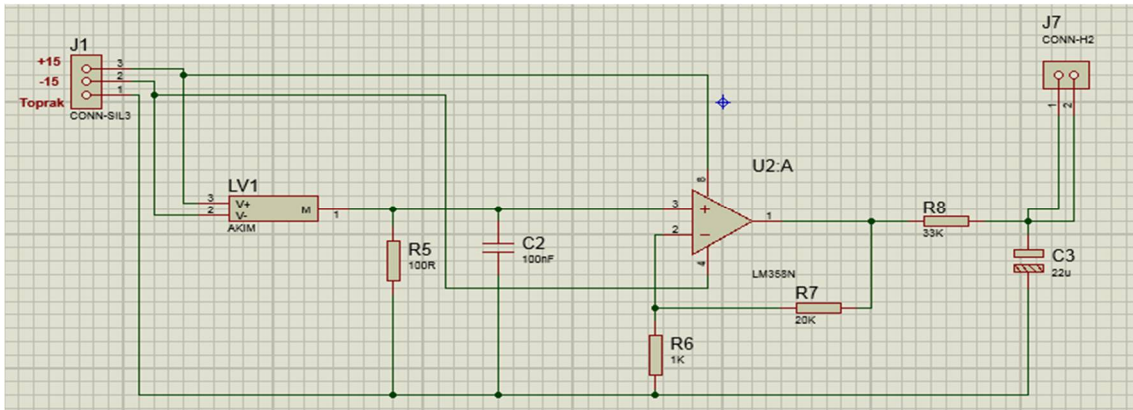 J1
+15
3
-15
2
Toprak
1
CONN-SIL3
J7
CONN-H2
1
2
LV1
3
V+
2
V-
M
1
AKIM
R5
100R
C2
100nF
U2:A
8
3
+
1
2
−
4
LM358N
R8
33K
C3
22u
R7
20K
R6
1K